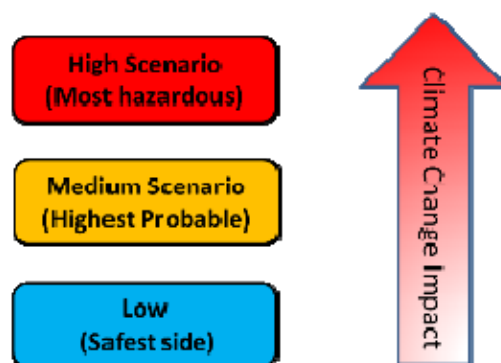 High Scenario
(Most hazardous)
Medium Scenario
(Highest Probable)
Low
(Safest side)
Climate Change Impact